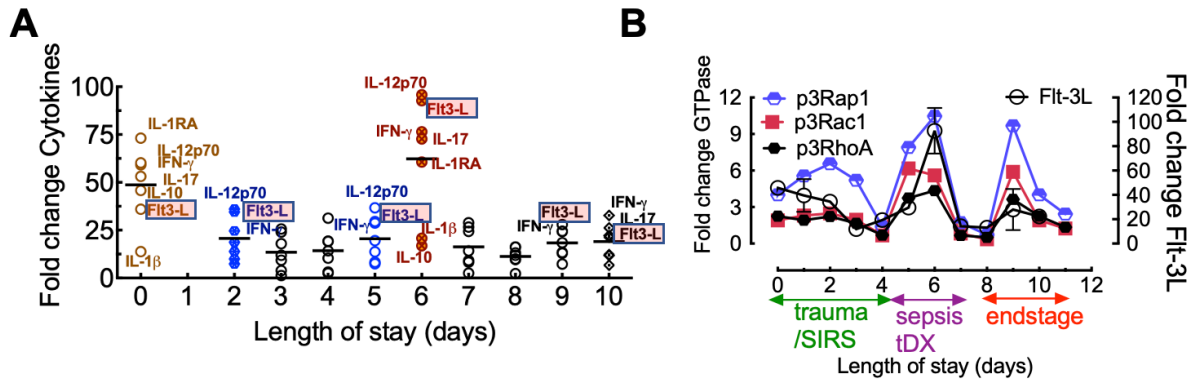 A
Fold change Cytokines
100
75
50
25
0
IL-1RA
IL-12p70
IFN-γ
IL-17
IL-10
Flt3-L
IL-1β
IL-12p70
Flt3-L
IFN-γ
IL-12p70
Flt3-L
IFN-γ
IL-12p70
Flt3-L
IFN-γ
IL-17
IL-1RA
IL-1β
IL-10
Flt3-L
IFN-γ
IFN-γ
IL-17
Flt3-L
0 1 2 3 4 5 6 7 8 9 10
Length of stay (days)
B
Fold change GTPase
12
9
6
3
0
p3Rap1
p3Rac1
p3RhoA
Flt-3L
120
100
80
60
40
20
0
Fold change Flt-3L
0 2 4 6 8 10 12
trauma
/SIRS
sepsis
tDX
endstage
Length of stay (days)